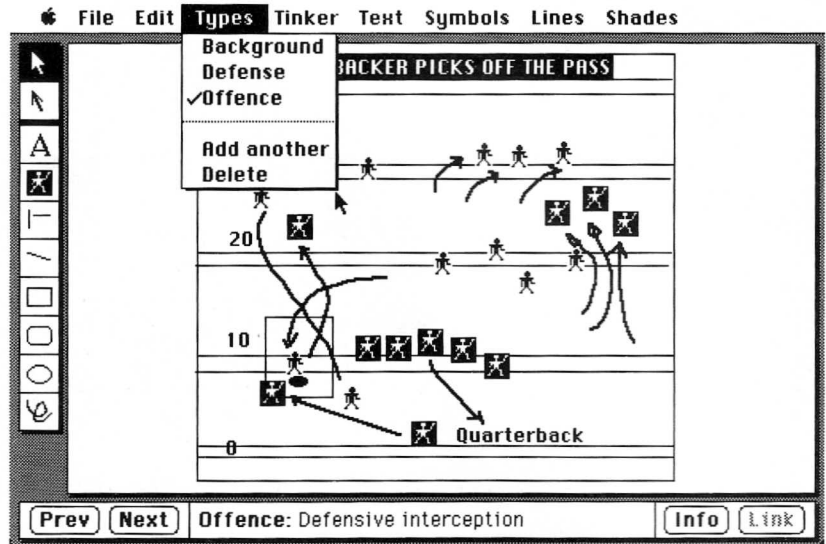 File Edit Types Tinker Text Symbols Lines Shades
Background
Defense
✓Offence
Add another
Delete
BACKER PICKS OFF THE PASS
A
20
10
0
Quarterback
Prev Next Offence: Defensive interception Info Link